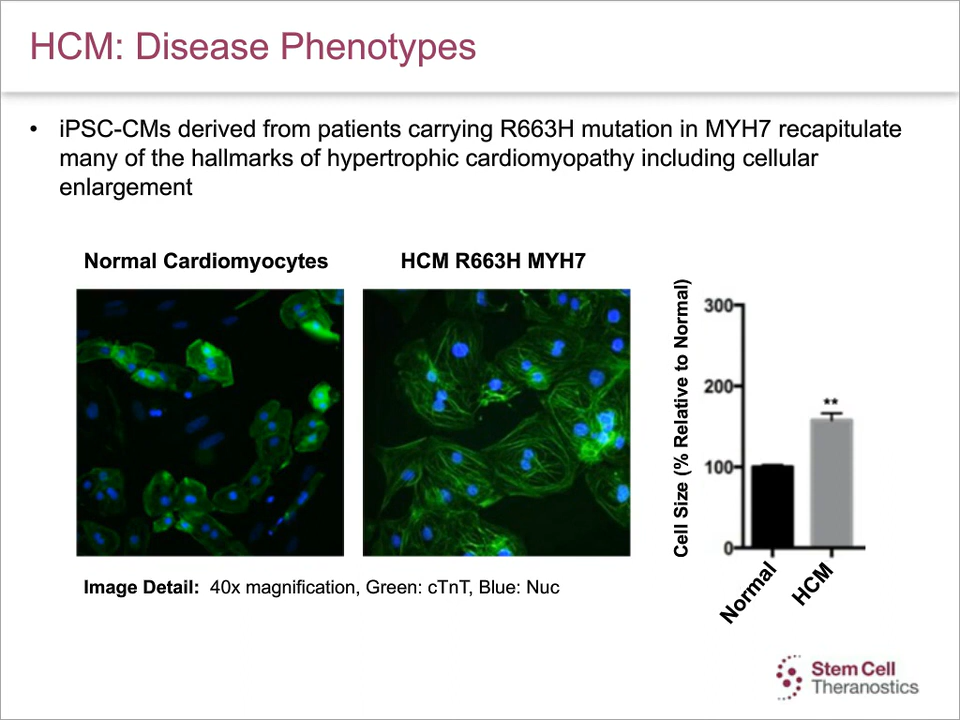 HCM: Disease Phenotypes
• iPSC-CMs derived from patients carrying R663H mutation in MYH7 recapitulate
many of the hallmarks of hypertrophic cardiomyopathy including cellular
enlargement
Normal Cardiomyocytes
HCM R663H MYH7
Cell Size (% Relative to Normal)
300
200
100
0
**
Normal
HCM
Image Detail: 40x magnification, Green: cTnT, Blue: Nuc
Stem Cell
Theranostics